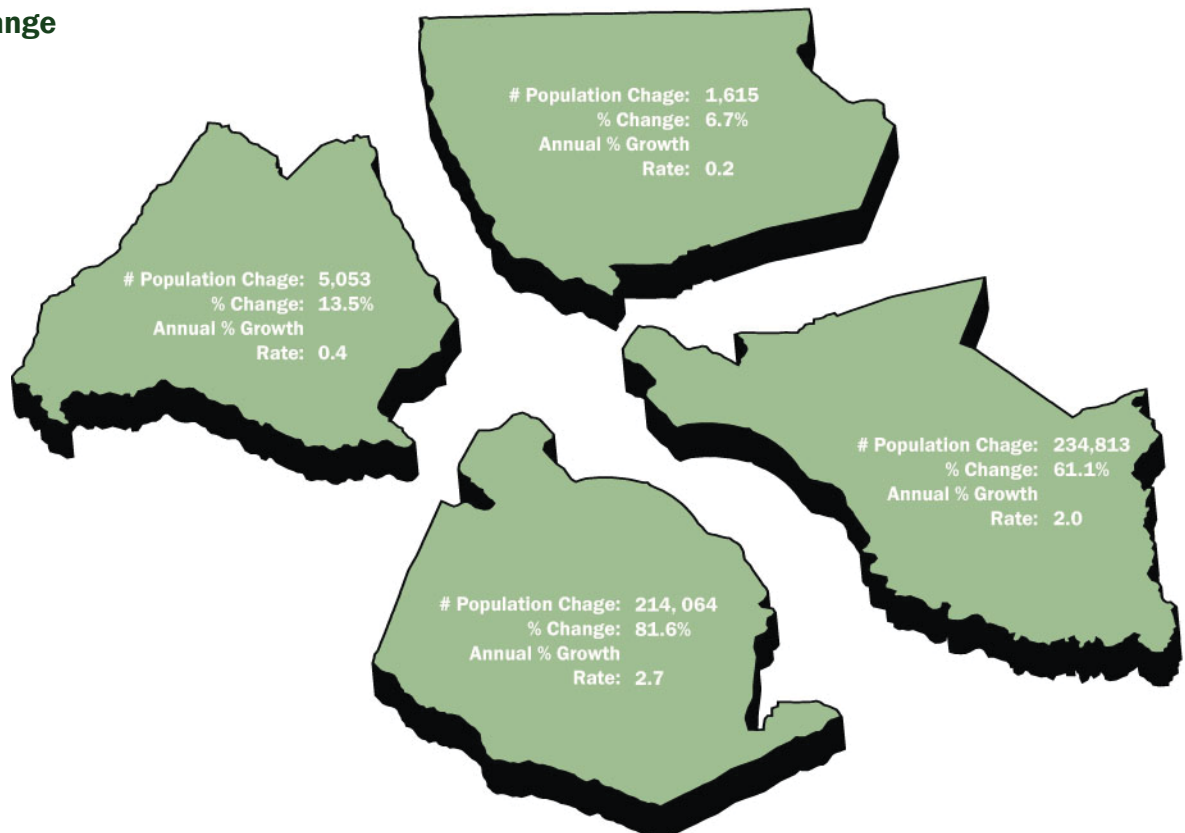 ange
# Population Chage: 1,615
% Change: 6.7%
Annual % Growth
Rate: 0.2
# Population Chage: 5,053
% Change: 13.5%
Annual % Growth
Rate: 0.4
# Population Chage: 234,813
% Change: 61.1%
Annual % Growth
Rate: 2.0
# Population Chage: 214, 064
% Change: 81.6%
Annual % Growth
Rate: 2.7